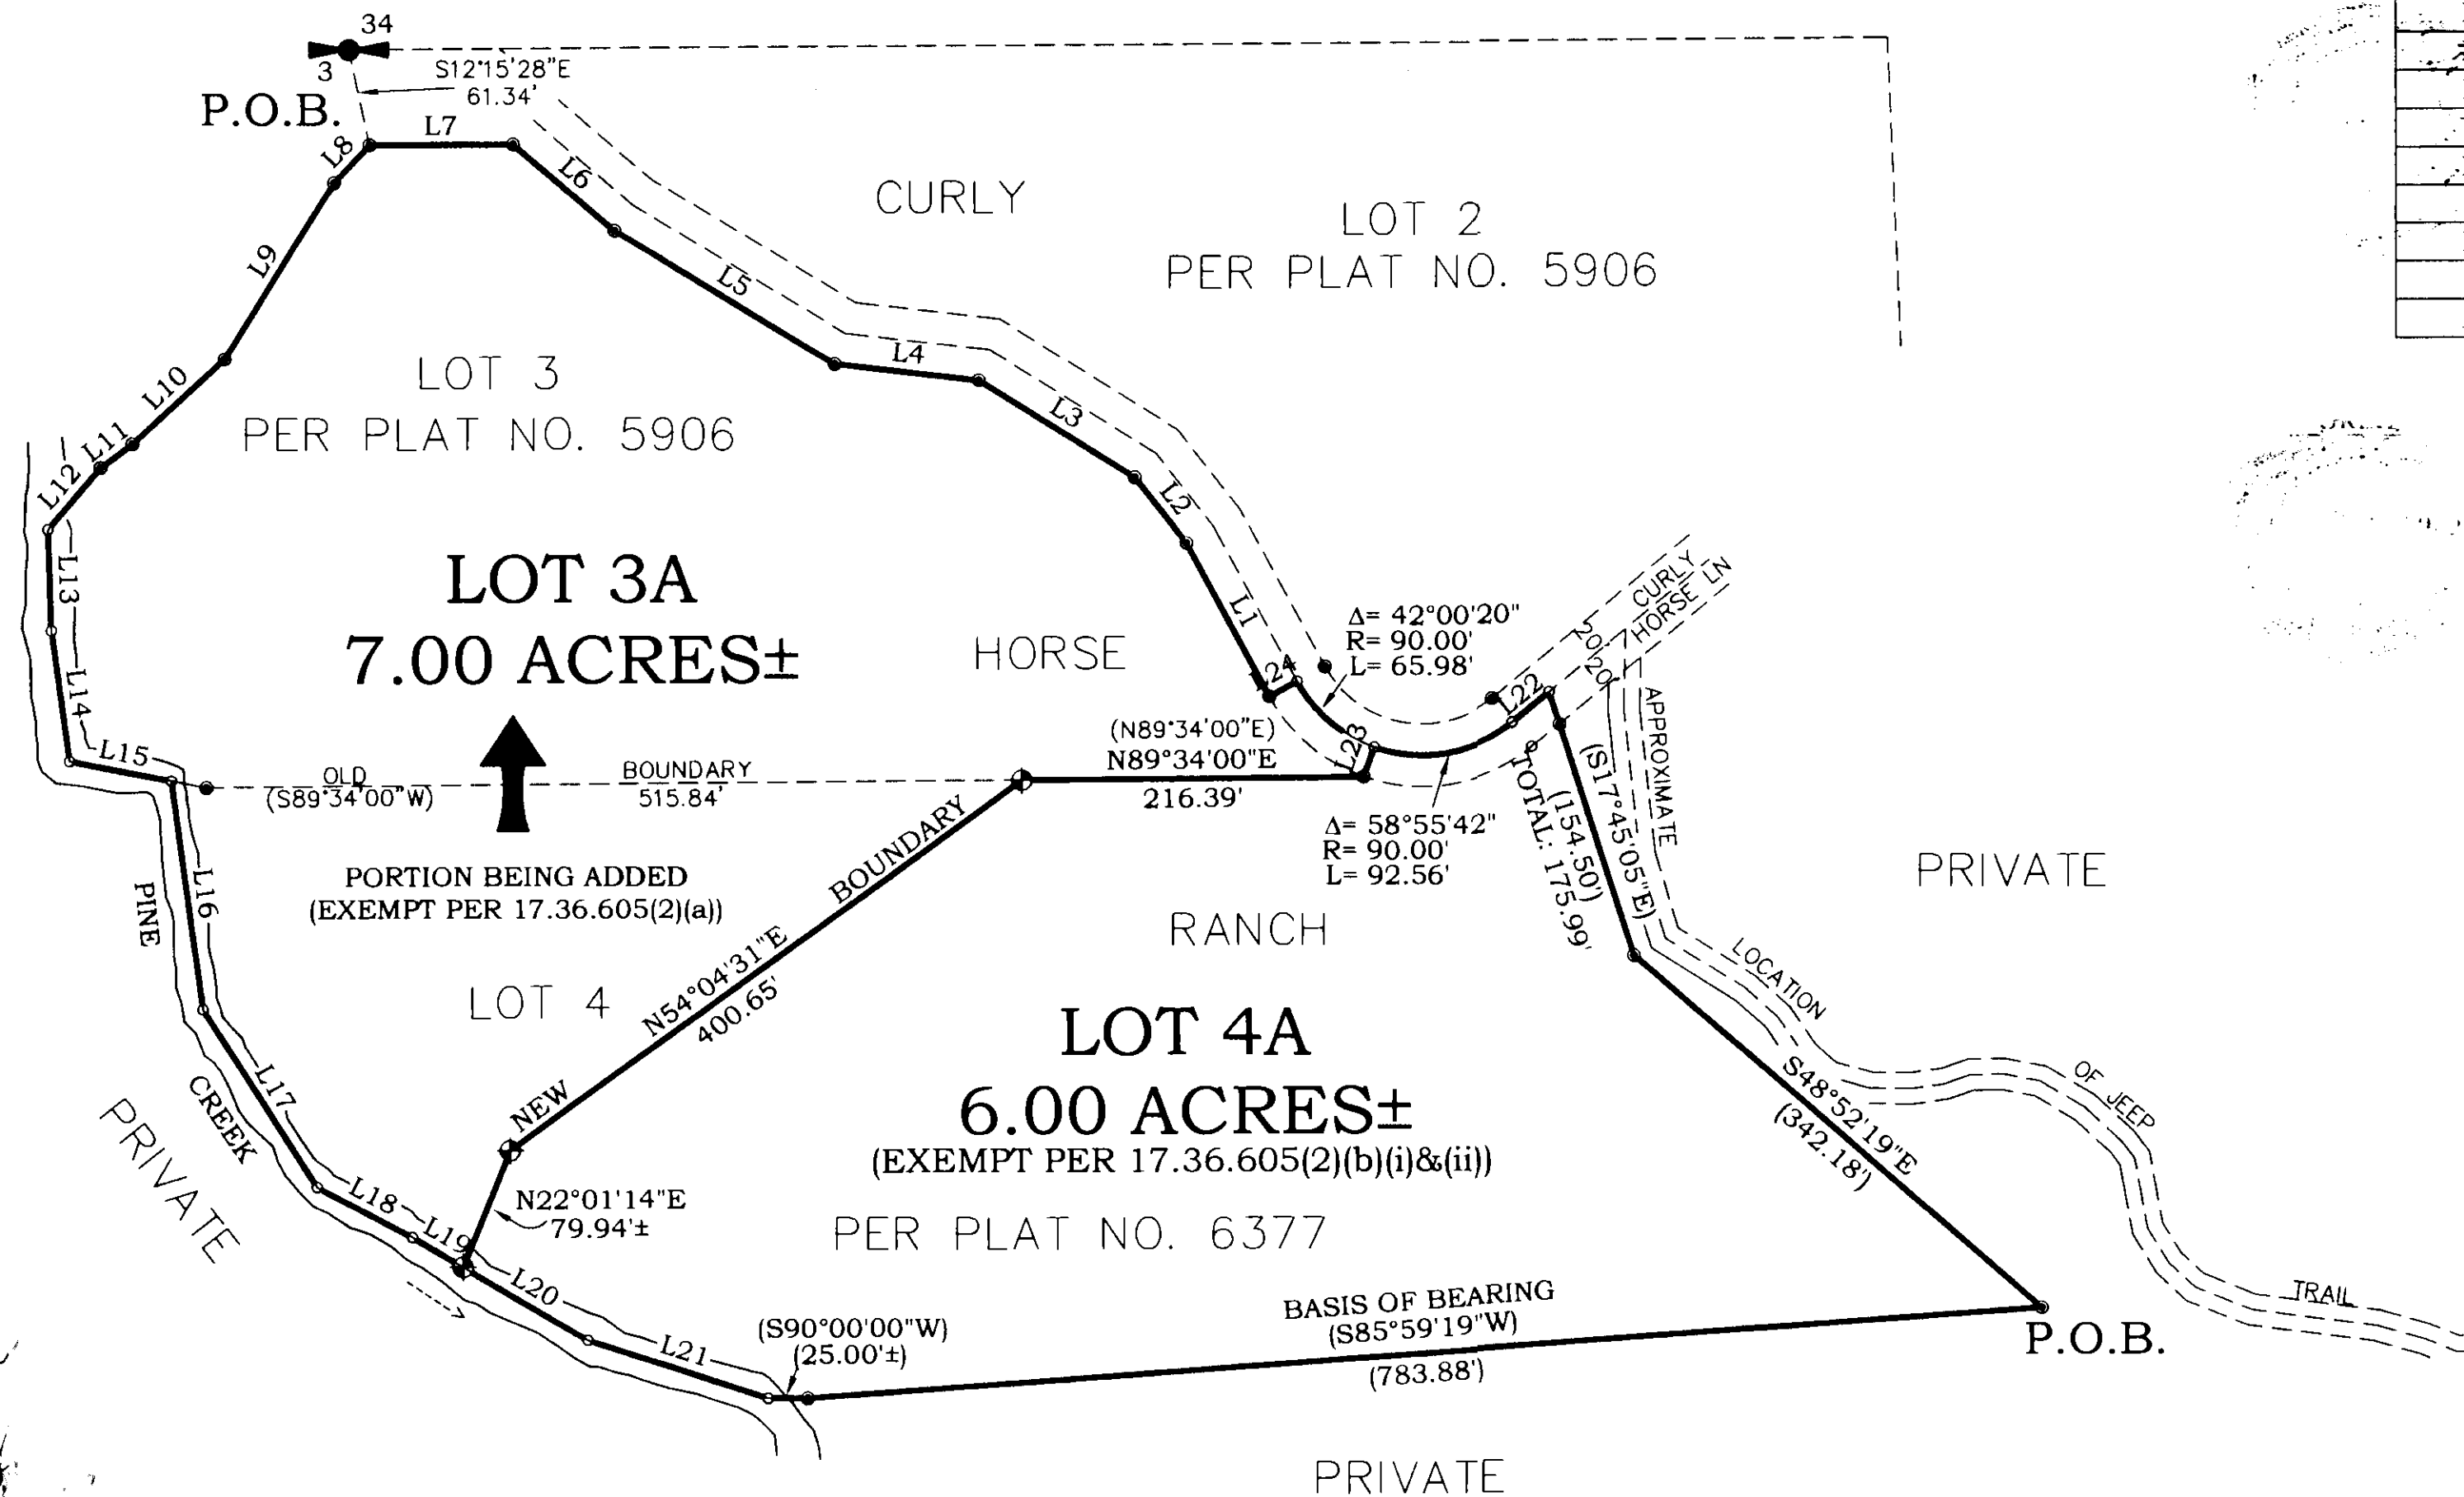 34
3
S12°15'28"E
61.34'
P.O.B.
L7
L8
L6
CURLY
LOT 2
PER PLAT NO. 5906
L9
L5
L4
LOT 3
PER PLAT NO. 5906
L10
L3
L11
L12
L2
L13
LOT 3A
7.00 ACRES±
HORSE
L1
Δ= 42°00'20"
R= 90.00'
L= 65.98'
CURLY
HORSE LN
20
20
L14
L24
L22
L23
APPROXIMATE
L15
OLD
(S89°34'00"W)
BOUNDARY
515.84'
(N89°34'00"E)
N89°34'00"E
216.39'
(S17°45'05"E)
(154.50')
TOTAL: 175.99'
Δ= 58°55'42"
R= 90.00'
L= 92.56'
PORTION BEING ADDED
(EXEMPT PER 17.36.605(2)(a))
L16
PINE
BOUNDARY
PRIVATE
RANCH
N54°04'31"E
400.65'
LOCATION
LOT 4
LOT 4A
6.00 ACRES±
(EXEMPT PER 17.36.605(2)(b)(i)&(ii))
L17
CREEK
NEW
PRIVATE
S48°52'19"E
(342.18')
OF JEEP
L18
L19
N22°01'14"E
79.94'±
PER PLAT NO. 6377
L20
BASIS OF BEARING
(S85°59'19"W)
(783.88')
TRAIL
P.O.B.
(S90°00'00"W)
(25.00'±)
L21
PRIVATE